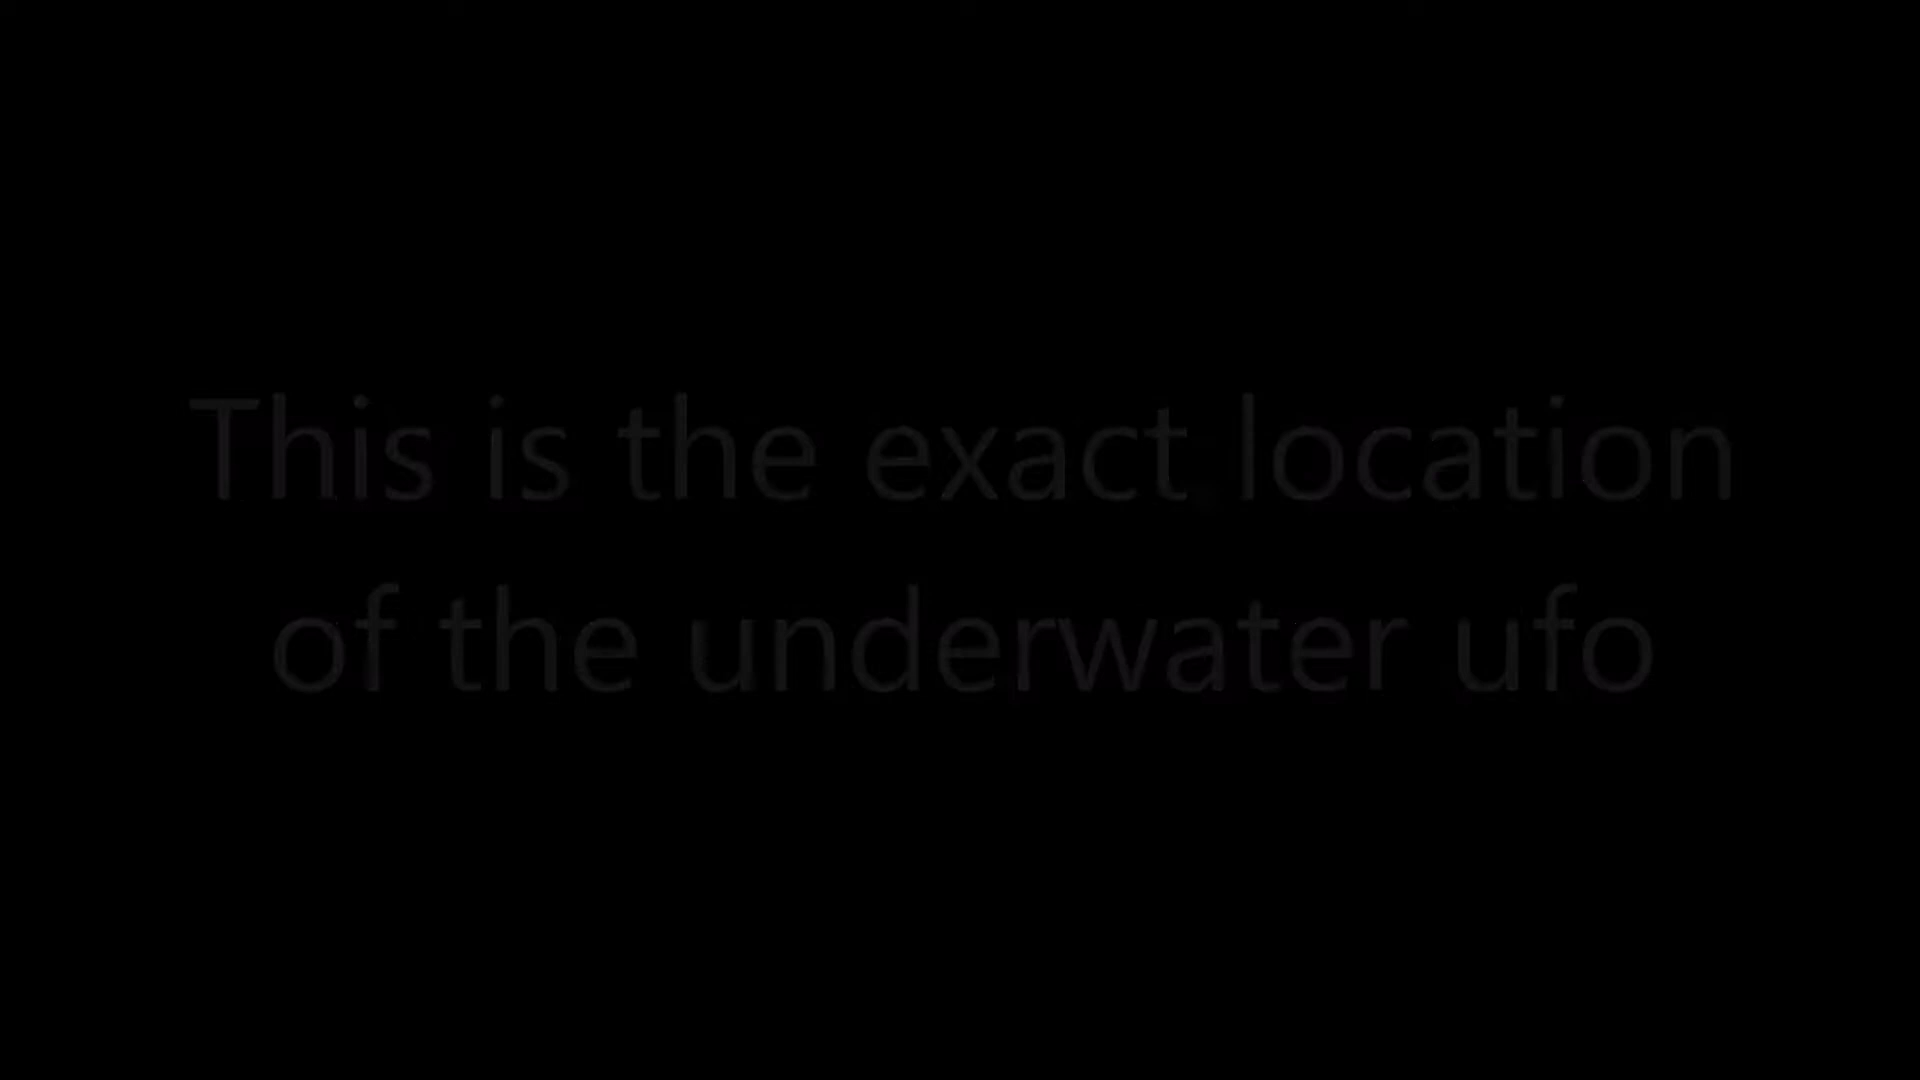 This is the exact location
of the underwater ufo